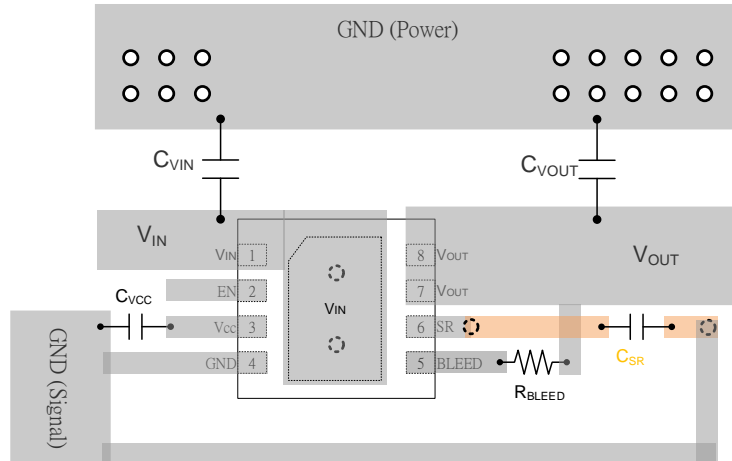 GND (Power)
CVIN
CVOUT
VIN
VOUT
VIN 1
8 VOUT
EN 2
VIN
7 VOUT
CVCC
Vcc 3
6 SR
GND 4
5 BLEED
CSR
RBLEED
GND (Signal)